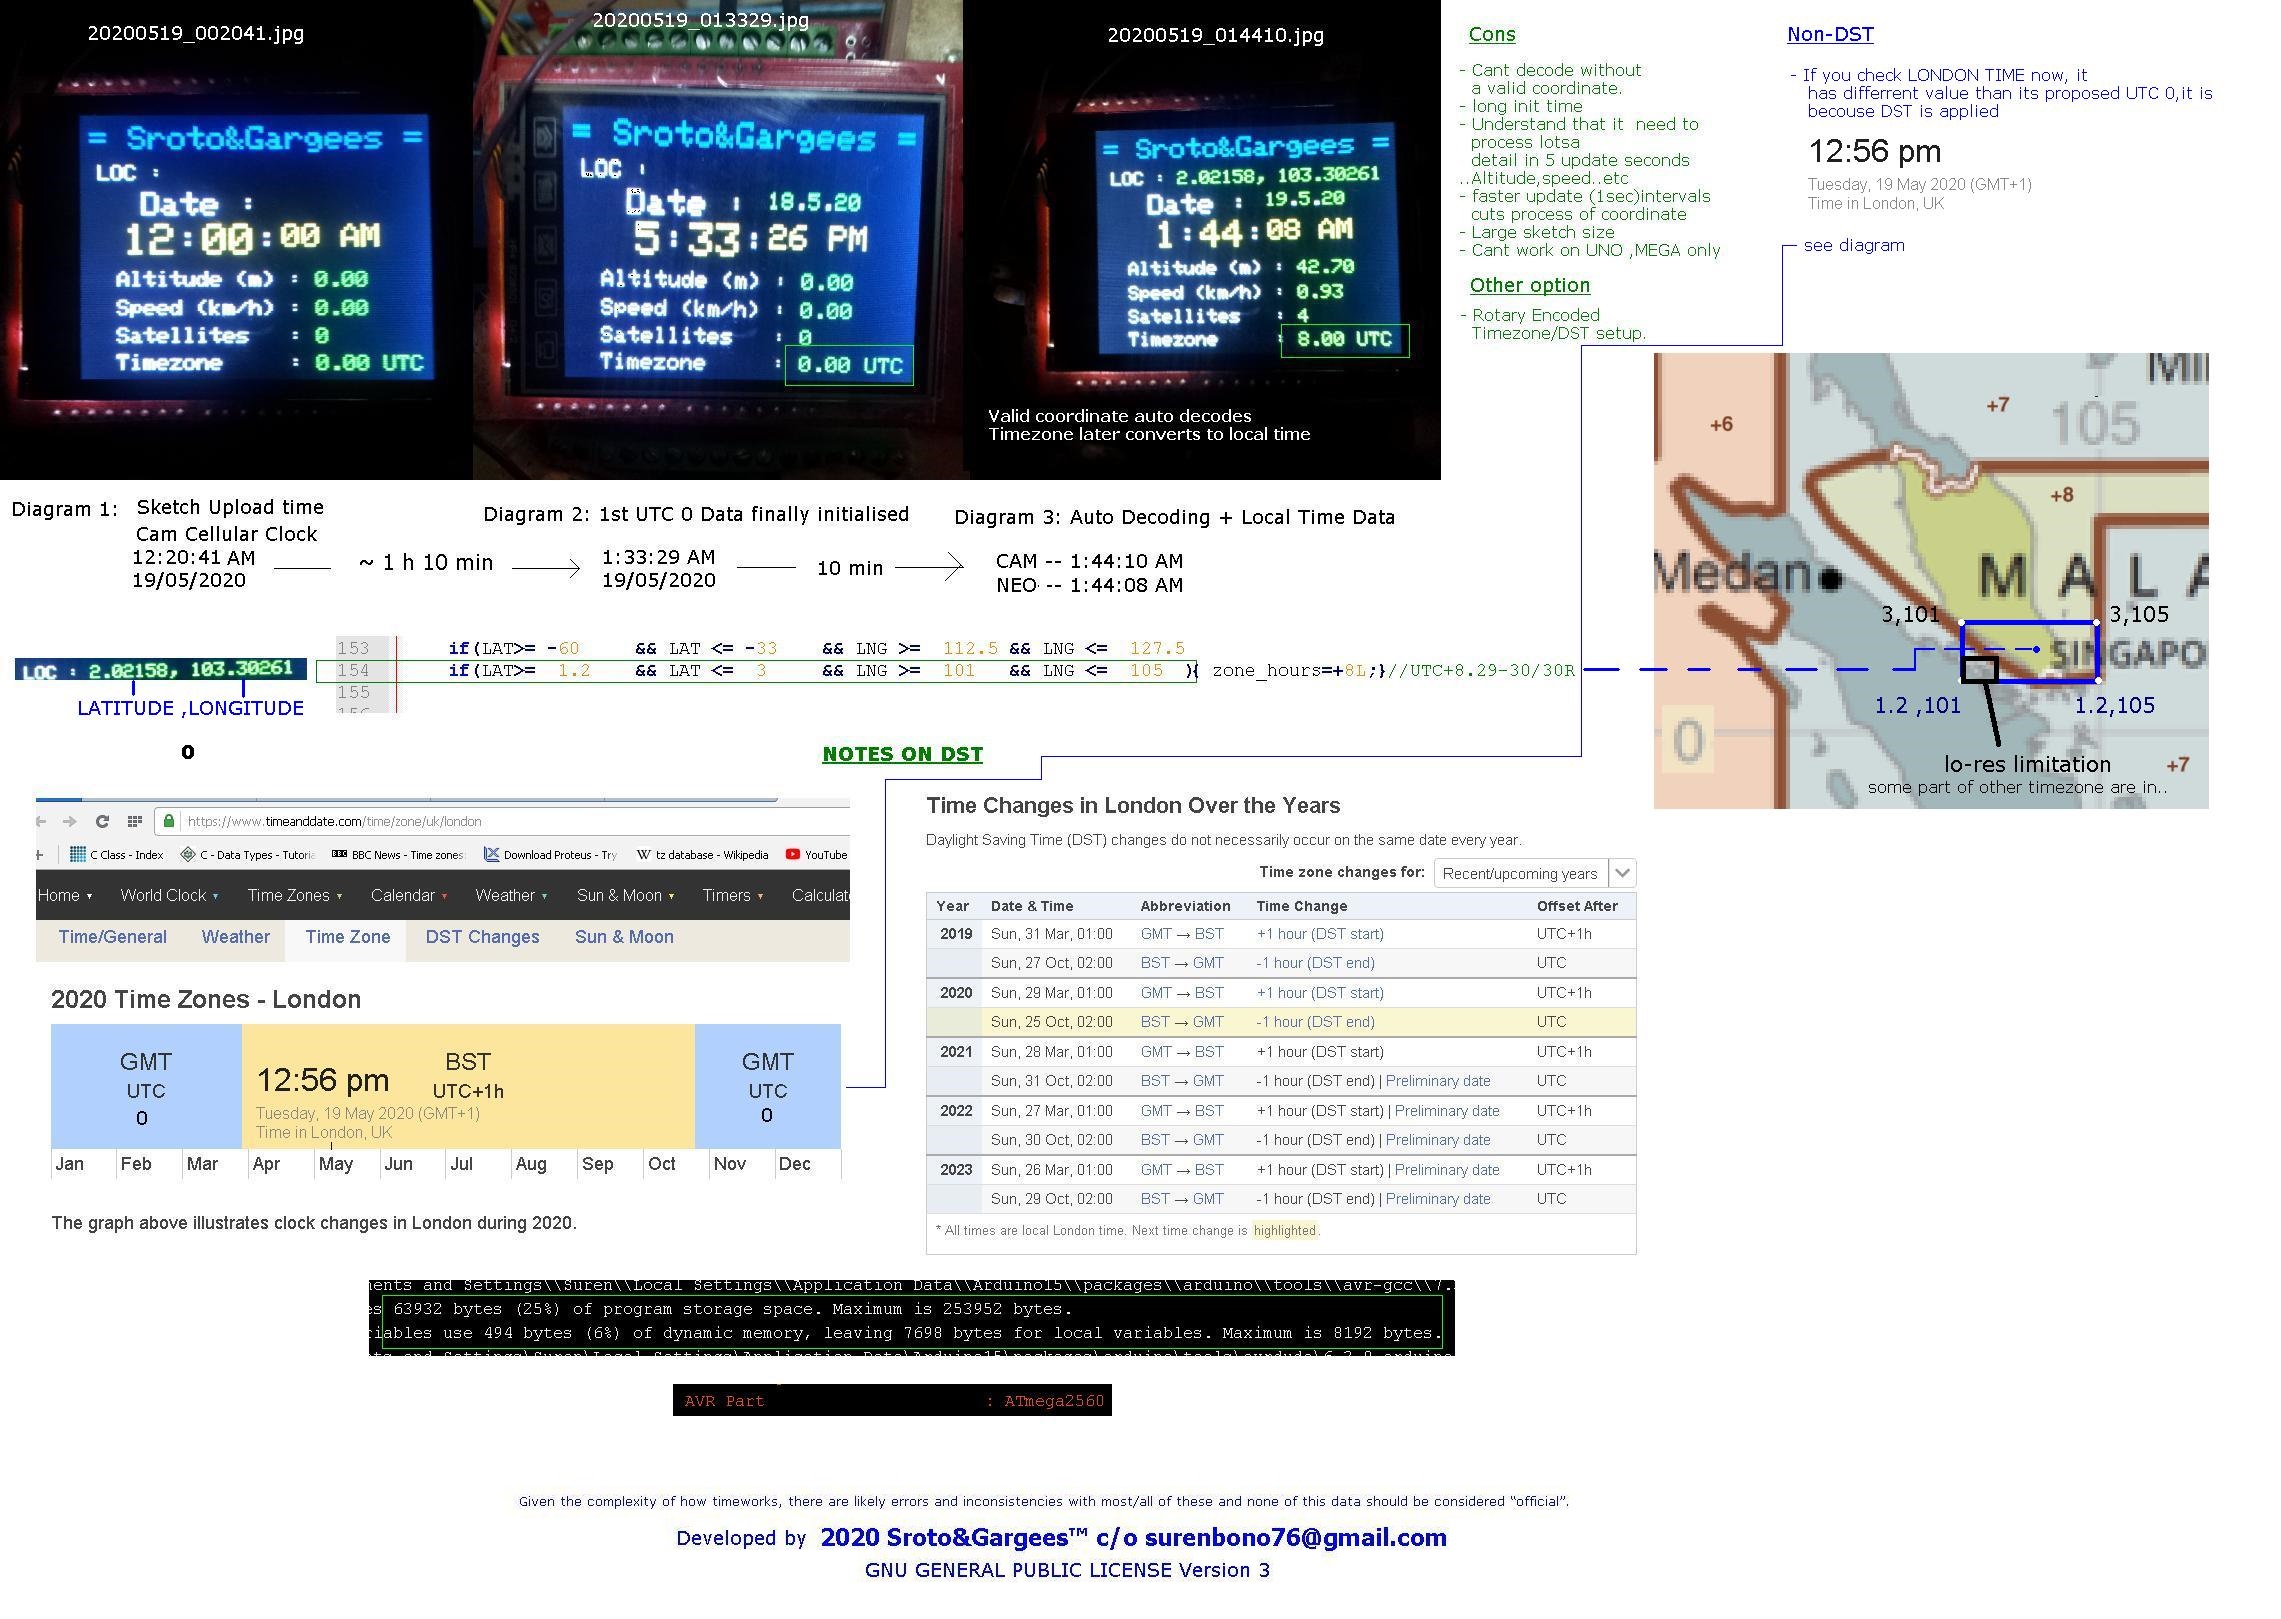 20200519_002041.jpg
= Sroto&Gargees =
LOC :
Date :
12:00:00 AM
Altitude (m) : 0.00
Speed (km/h) : 0.00
Satellites : 0
Timezone : 0.00 UTC
20200519_013329.jpg
= Sroto&Gargees =
LOC :
Date : 18.5.20
5:33:26 PM
Altitude (m) : 0.00
Speed (km/h) : 0.00
Satellites : 0
Timezone : 0.00 UTC
20200519_014410.jpg
= Sroto&Gargees =
LOC : 2.02158, 103.30261
Date : 19.5.20
1:44:08 AM
Altitude (m) : 42.70
Speed (km/h) : 0.93
Satellites : 4
Timezone : 8.00 UTC
Valid coordinate auto decodes
Timezone later converts to local time
Cons
- Cant decode without
a valid coordinate.
- long init time
- Understand that it need to
process lotsa
detail in 5 update seconds
..Altitude,speed..etc
- faster update (1sec)intervals
cuts process of coordinate
- Large sketch size
- Cant work on UNO ,MEGA only
Other option
- Rotary Encoded
Timezone/DST setup.
Non-DST
- If you check LONDON TIME now, it
has differrent value than its proposed UTC 0,it is
becouse DST is applied
12:56 pm
Tuesday, 19 May 2020 (GMT+1)
Time in London, UK
see diagram
Diagram 1: Sketch Upload time
Cam Cellular Clock
12:20:41 AM
19/05/2020
~ 1 h 10 min
Diagram 2: 1st UTC 0 Data finally initialised
1:33:29 AM
19/05/2020
10 min
Diagram 3: Auto Decoding + Local Time Data
CAM -- 1:44:10 AM
NEO -- 1:44:08 AM
+6
+7
105
+8
Medan
MALA
3,101
3,105
SINGAPO
1.2 ,101
1.2,105
0
lo-res limitation
+7
some part of other timezone are in..
LOC : 2.02158, 103.30261
LATITUDE ,LONGITUDE
0
153 if(LAT>= -60 && LAT <= -33 && LNG >= 112.5 && LNG <= 127.5
154 if(LAT>= 1.2 && LAT <= 3 && LNG >= 101 && LNG <= 105 ){ zone_hours=+8L;}//UTC+8.29-30/30R
155
NOTES ON DST
https://www.timeanddate.com/time/zone/uk/london
C Class - Index C - Data Types - Tutoria BBC News - Time zones: Download Proteus - Try tz database - Wikipedia YouTube
Home World Clock Time Zones Calendar Weather Sun & Moon Timers Calculat
Time/General Weather Time Zone DST Changes Sun & Moon
2020 Time Zones - London
GMT
UTC
0
12:56 pm
Tuesday, 19 May 2020 (GMT+1)
Time in London, UK
BST
UTC+1h
GMT
UTC
0
Jan Feb Mar Apr May Jun Jul Aug Sep Oct Nov Dec
The graph above illustrates clock changes in London during 2020.
Time Changes in London Over the Years
Daylight Saving Time (DST) changes do not necessarily occur on the same date every year.
Time zone changes for: Recent/upcoming years
Year Date & Time Abbreviation Time Change Offset After
2019 Sun, 31 Mar, 01:00 GMT → BST +1 hour (DST start) UTC+1h
Sun, 27 Oct, 02:00 BST → GMT -1 hour (DST end) UTC
2020 Sun, 29 Mar, 01:00 GMT → BST +1 hour (DST start) UTC+1h
Sun, 25 Oct, 02:00 BST → GMT -1 hour (DST end) UTC
2021 Sun, 28 Mar, 01:00 GMT → BST +1 hour (DST start) UTC+1h
Sun, 31 Oct, 02:00 BST → GMT -1 hour (DST end) | Preliminary date UTC
2022 Sun, 27 Mar, 01:00 GMT → BST +1 hour (DST start) | Preliminary date UTC+1h
Sun, 30 Oct, 02:00 BST → GMT -1 hour (DST end) | Preliminary date UTC
2023 Sun, 26 Mar, 01:00 GMT → BST +1 hour (DST start) | Preliminary date UTC+1h
Sun, 29 Oct, 02:00 BST → GMT -1 hour (DST end) | Preliminary date UTC
* All times are local London time. Next time change is highlighted.
ents and Settings\\Suren\\Local Settings\\Application Data\\Arduino15\\packages\\arduino\\tools\\avr-gcc\\7.
es 63932 bytes (25%) of program storage space. Maximum is 253952 bytes.
iables use 494 bytes (6%) of dynamic memory, leaving 7698 bytes for local variables. Maximum is 8192 bytes.
AVR Part : ATmega2560
Given the complexity of how timeworks, there are likely errors and inconsistencies with most/all of these and none of this data should be considered “official”.
Developed by 2020 Sroto&Gargees™ c/o surenbono76@gmail.com
GNU GENERAL PUBLIC LICENSE Version 3